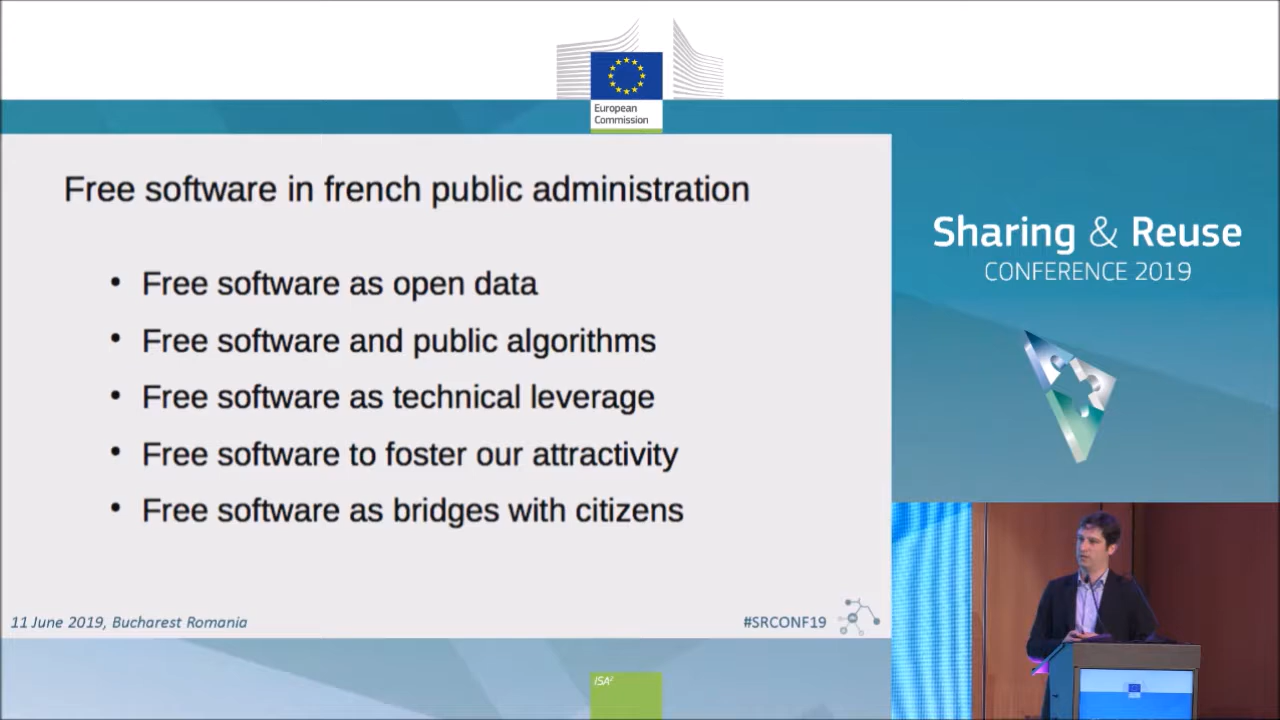 European
Commission
Free software in french public administration
• Free software as open data
• Free software and public algorithms
• Free software as technical leverage
• Free software to foster our attractivity
• Free software as bridges with citizens
11 June 2019, Bucharest Romania
#SRCONF19
ISA²
Sharing & Reuse
CONFERENCE 2019